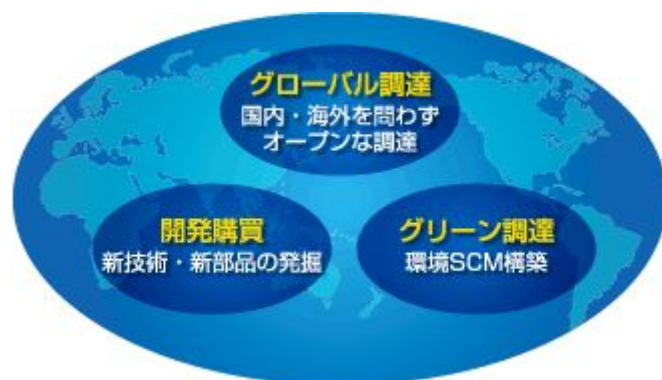 グローバル調達
国内・海外を問わず
オープンな調達
開発購買
新技術・新部品の発掘
グリーン調達
環境SCM構築